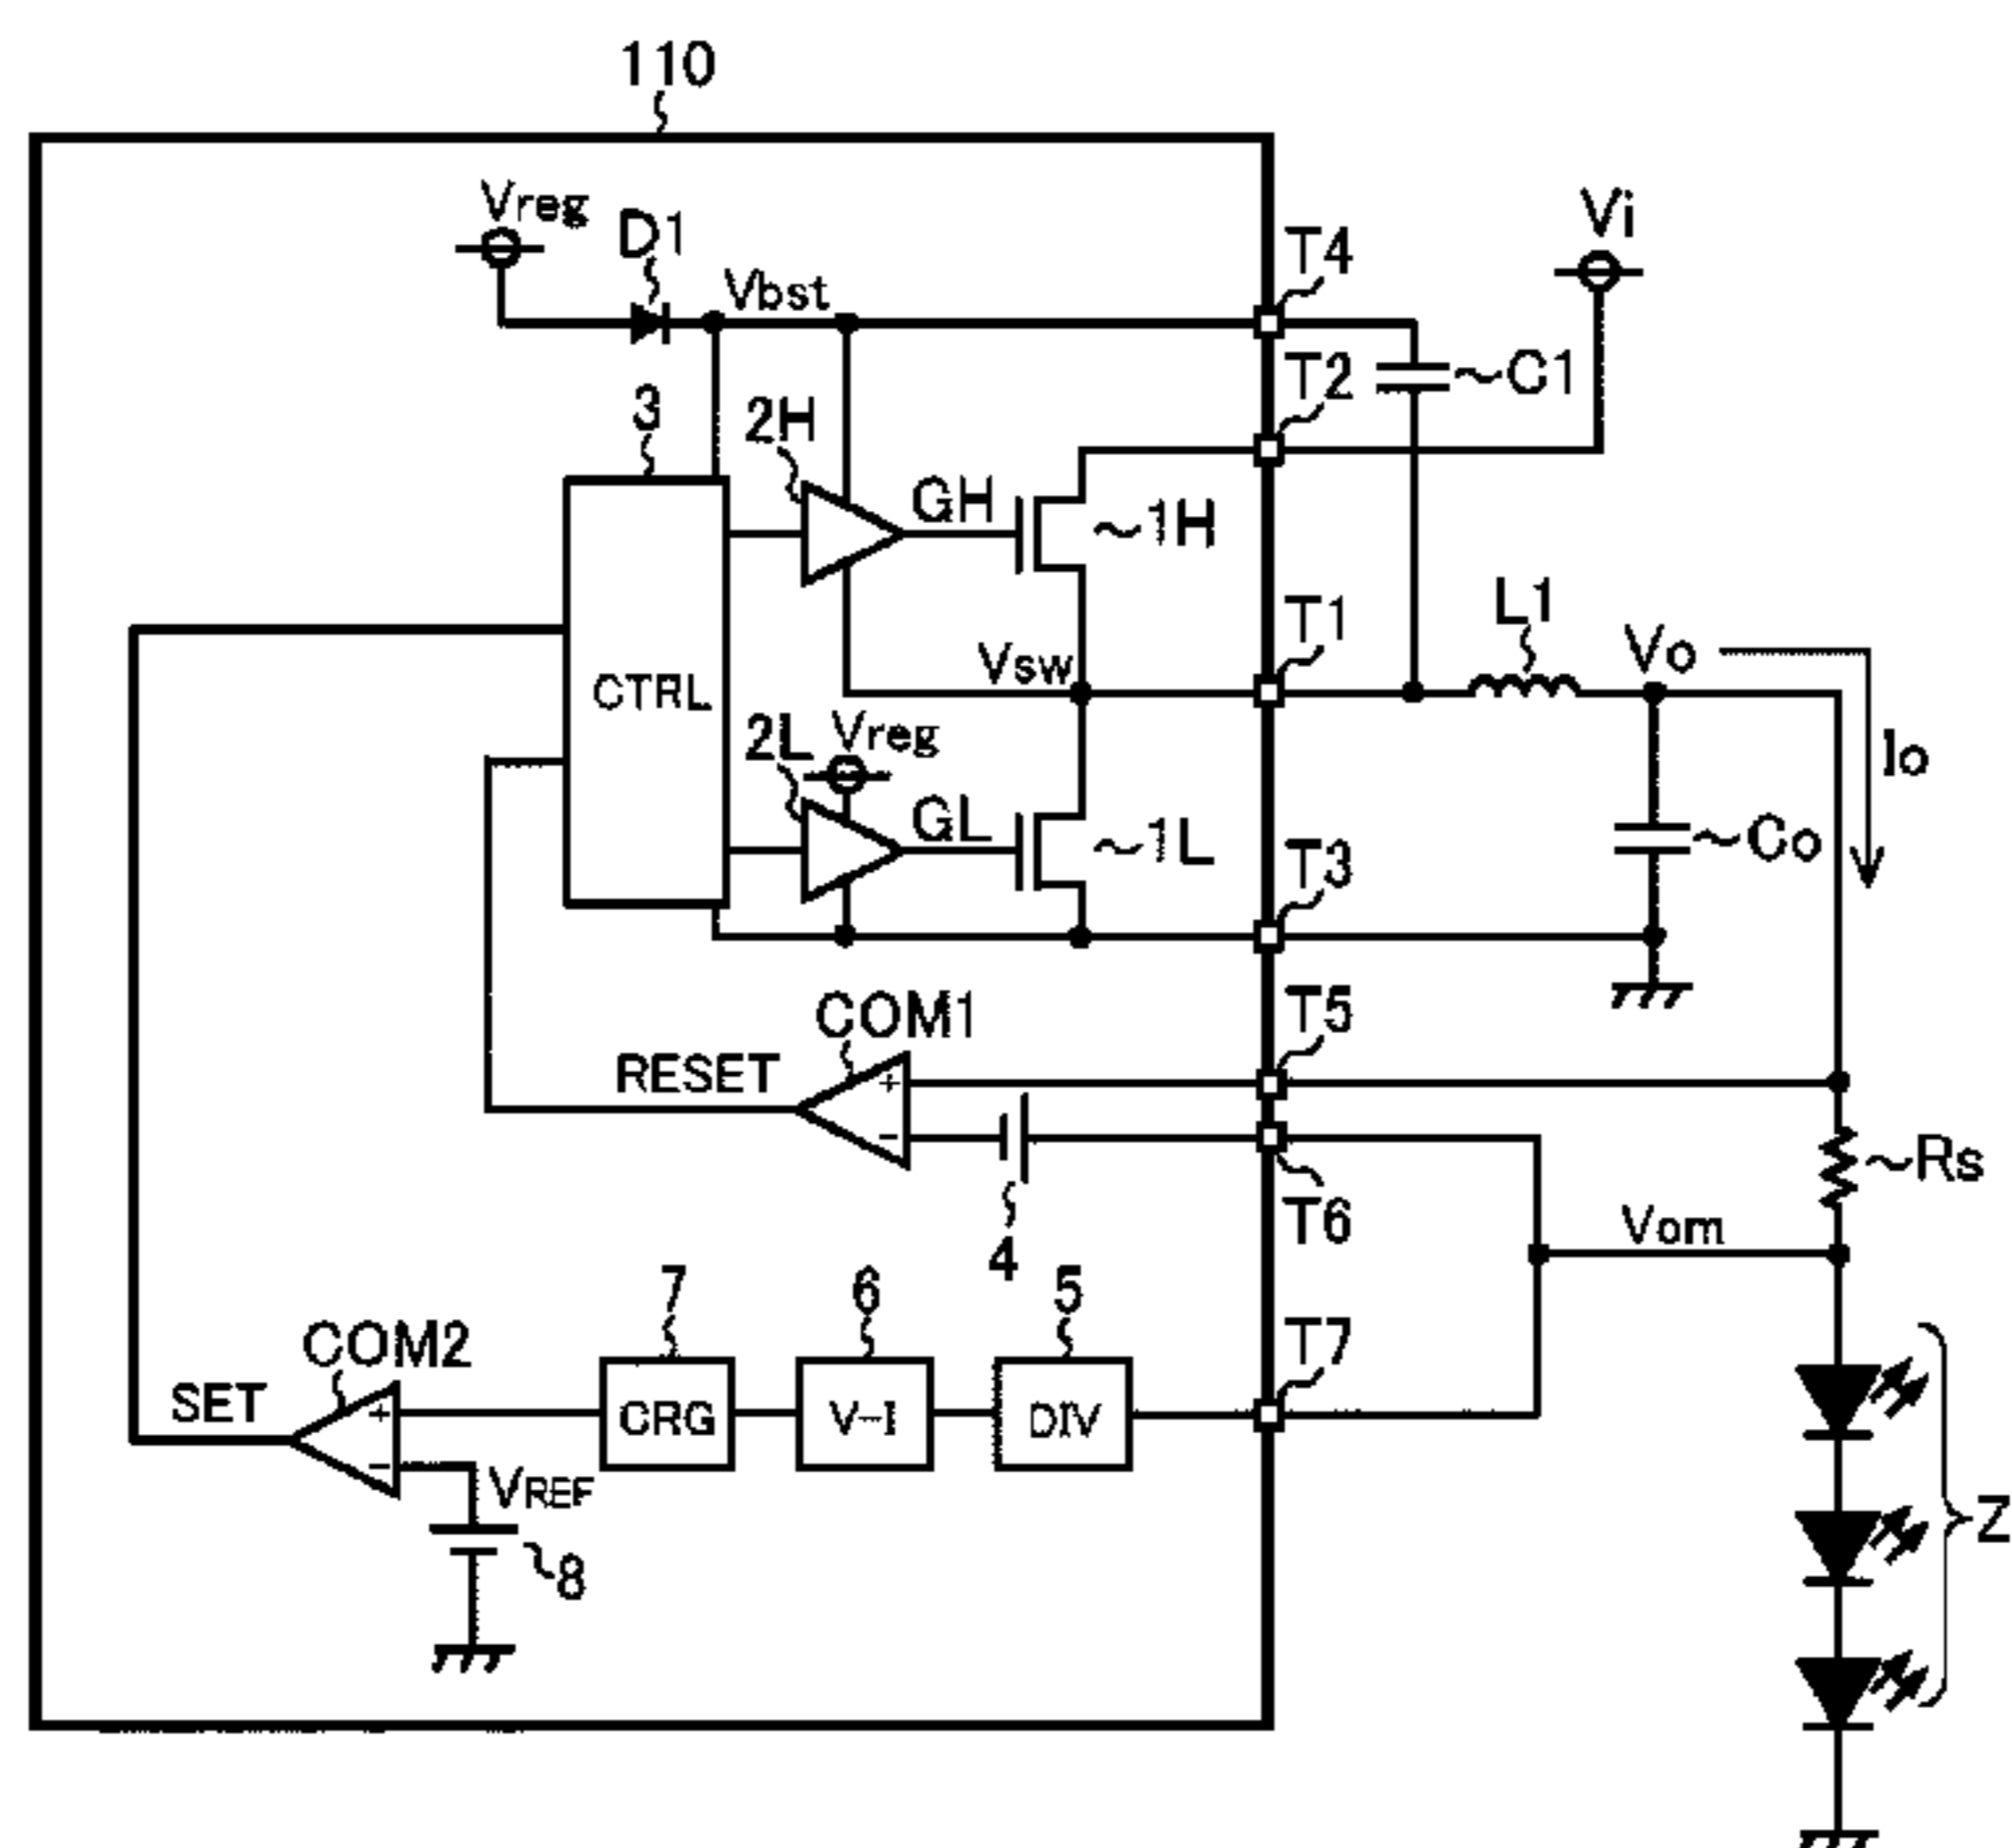 110
Vreg
D1
Vbst
T4
Vi
T2
~C1
3
2H
GH
~1H
T1
L1
Vo
Vsw
CTRL
2L
Vreg
Io
GL
~1L
T3
~Co
COM1
T5
RESET
+
-
~Rs
4
T6
Vom
7
6
5
T7
COM2
SET
+
-
CRG
V-I
DIV
VREF
8
Z